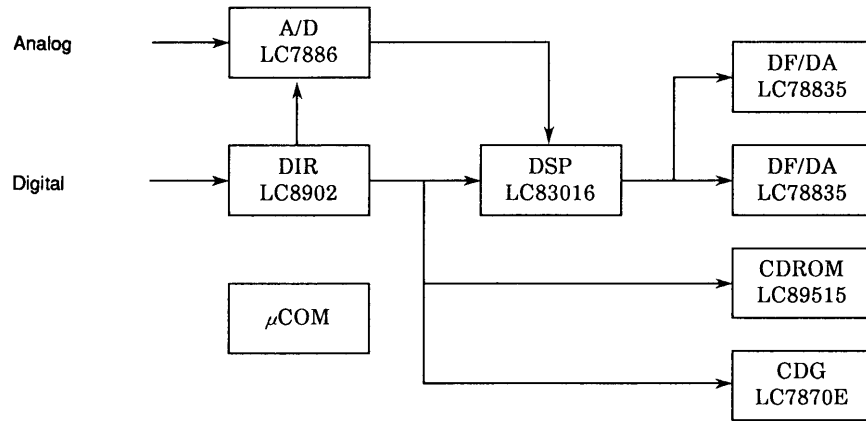 Analog
A/D
LC7886
DF/DA
LC78835
Digital
DIR
LC8902
DSP
LC83016
DF/DA
LC78835
μCOM
CDROM
LC89515
CDG
LC7870E